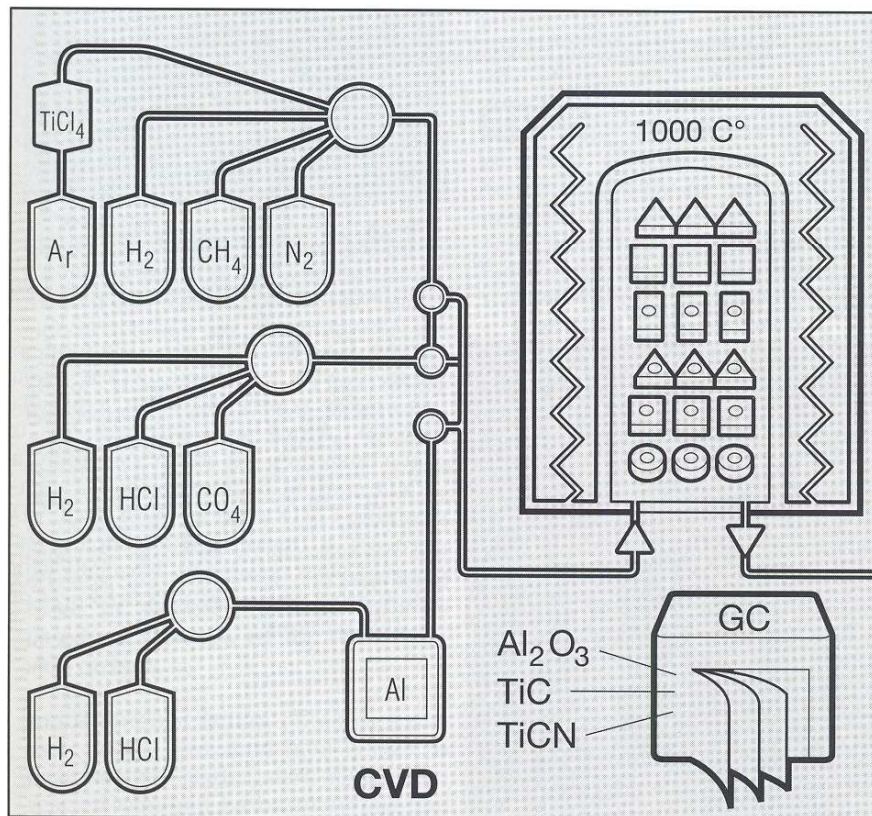 TiCl₄
1000 C°
Ar H₂ CH₄ N₂
H₂ HCl CO₄
GC
Al₂O₃
TiC
TiCN
Al
H₂ HCl
CVD